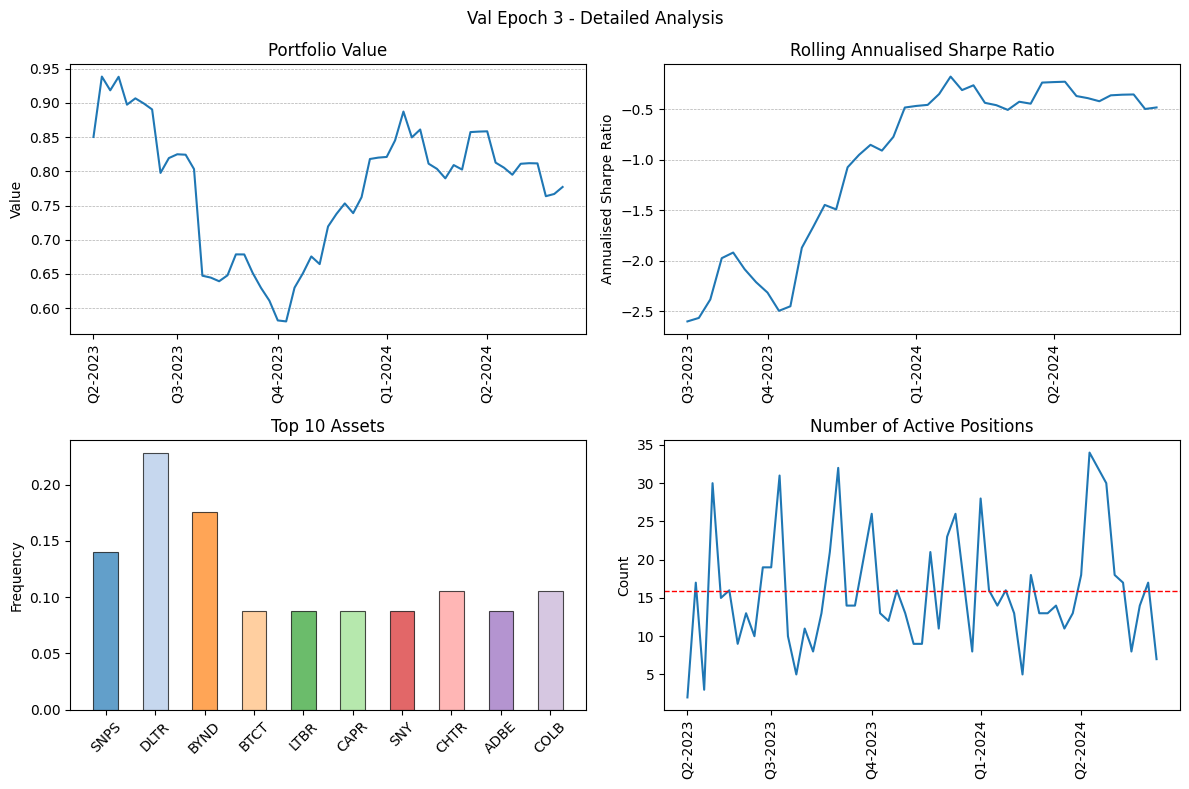 Val Epoch 3 - Detailed Analysis
Portfolio Value
Value
0.95
0.90
0.85
0.80
0.75
0.70
0.65
0.60
Q2-2023
Q3-2023
Q4-2023
Q1-2024
Q2-2024
Rolling Annualised Sharpe Ratio
Annualised Sharpe Ratio
−0.5
−1.0
−1.5
−2.0
−2.5
Q3-2023
Q4-2023
Q1-2024
Q2-2024
Top 10 Assets
Frequency
0.20
0.15
0.10
0.05
0.00
SNPS
DLTR
BYND
BTCT
LTBR
CAPR
SNY
CHTR
ADBE
COLB
Number of Active Positions
Count
35
30
25
20
15
10
5
Q2-2023
Q3-2023
Q4-2023
Q1-2024
Q2-2024